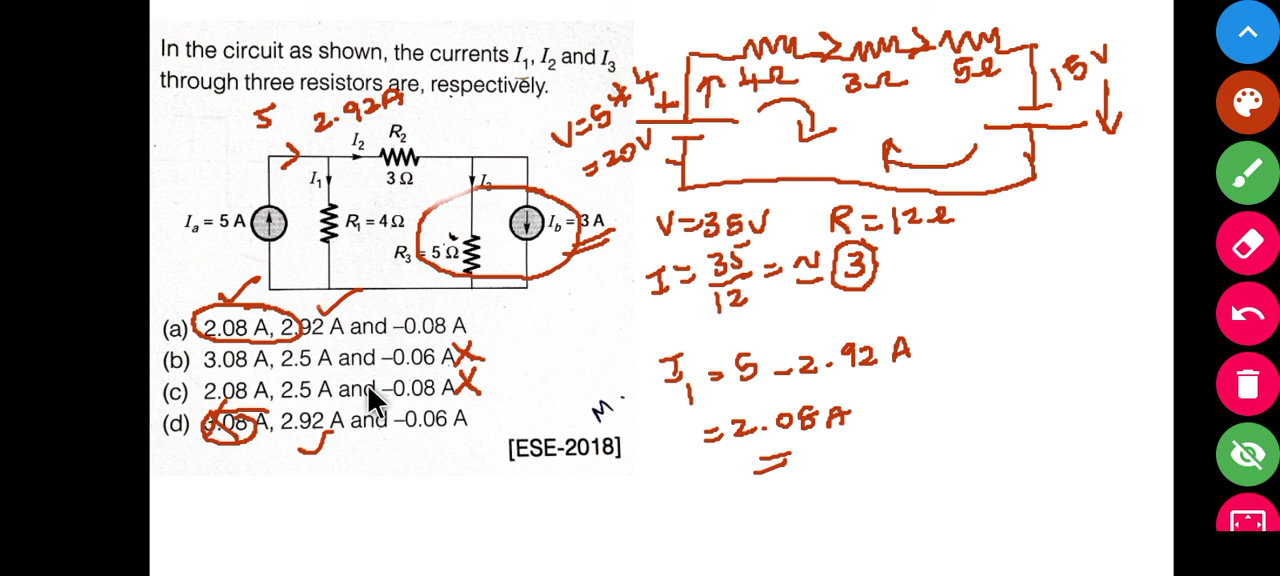 In the circuit as shown, the currents I₁, I₂ and I₃
through three resistors are, respectively.
5 2.92A
I₂ R₂
3 Ω
I₁
I₃
Iₐ = 5 A
R₁ = 4 Ω
I_b = 3 A
R₃ = 5 Ω
(a) 2.08 A, 2.92 A and –0.08 A
(b) 3.08 A, 2.5 A and –0.06 A
(c) 2.08 A, 2.5 A and –0.08 A
(d) 3.08 A, 2.92 A and –0.06 A
M.
[ESE-2018]
4Ω 3Ω 5Ω
15V
V=5*4
=20V
+
V=35V R=12Ω
I = 35/12 = ≃ 3
I₁ = 5 - 2.92 A
= 2.08A